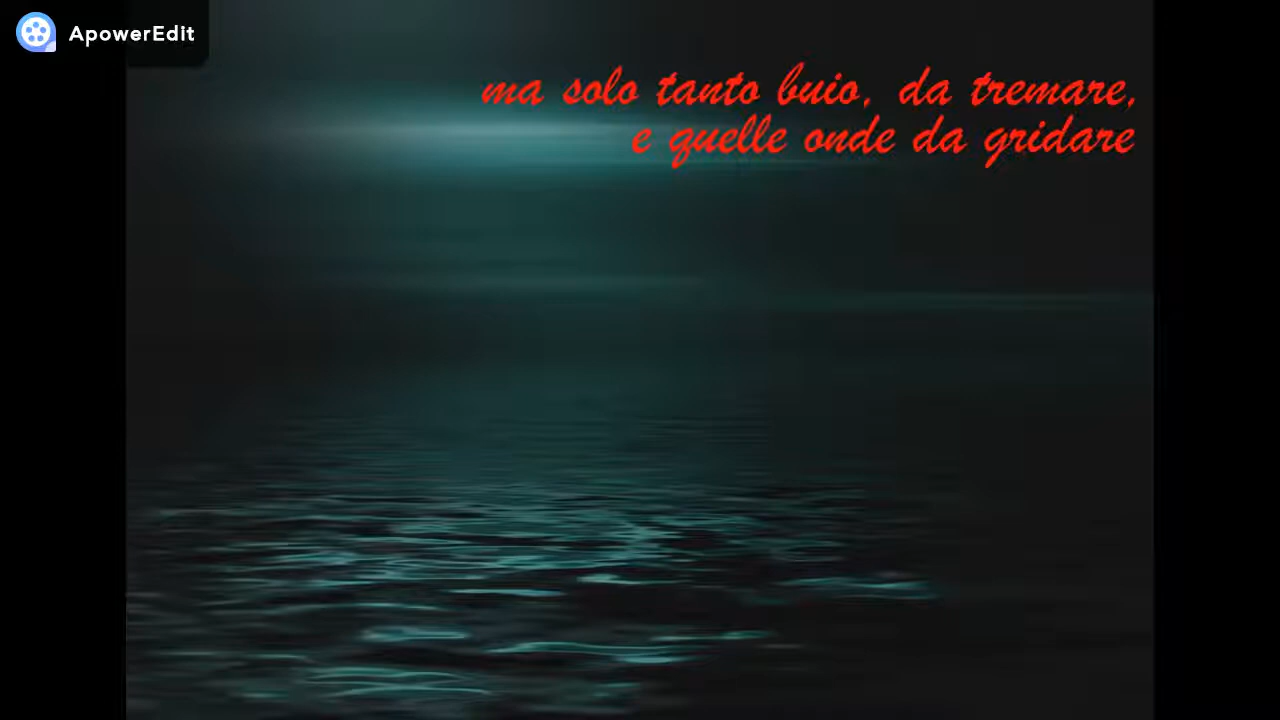 ApowerEdit
ma solo tanto buio, da tremare,
e quelle onde da gridare